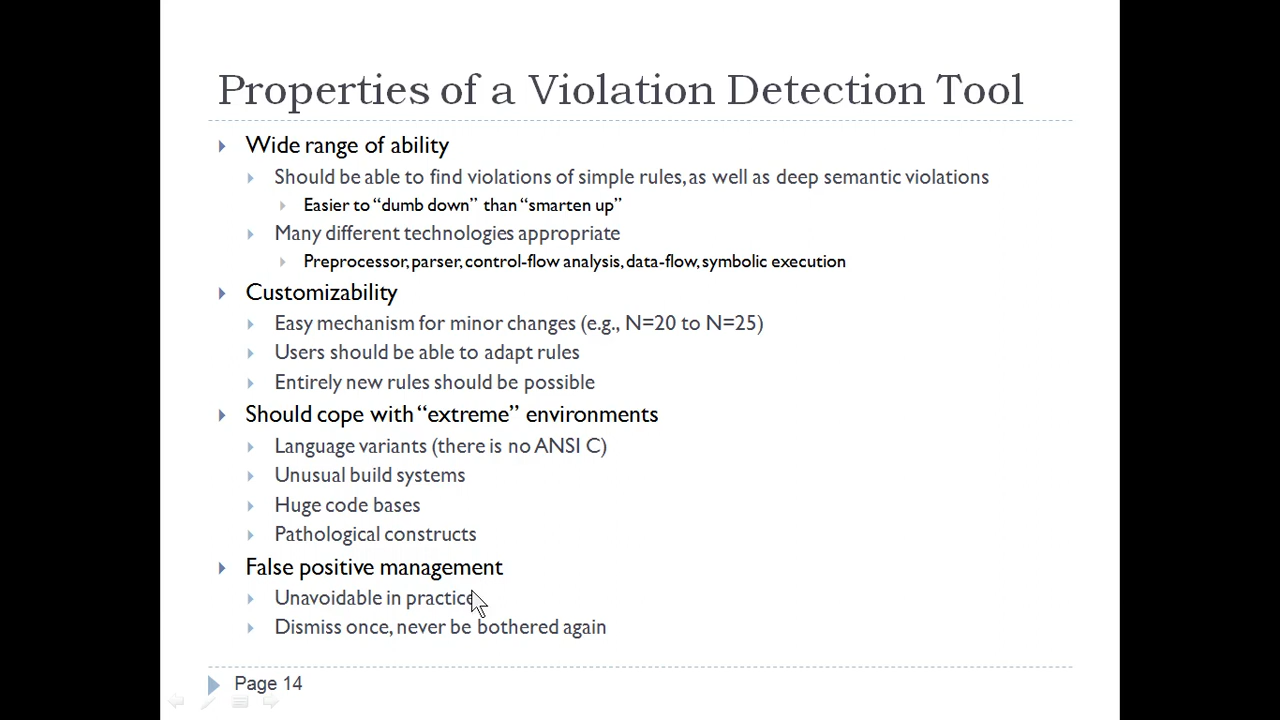 Properties of a Violation Detection Tool
Wide range of ability
Should be able to find violations of simple rules, as well as deep semantic violations
Easier to “dumb down” than “smarten up”
Many different technologies appropriate
Preprocessor, parser, control-flow analysis, data-flow, symbolic execution
Customizability
Easy mechanism for minor changes (e.g., N=20 to N=25)
Users should be able to adapt rules
Entirely new rules should be possible
Should cope with “extreme” environments
Language variants (there is no ANSI C)
Unusual build systems
Huge code bases
Pathological constructs
False positive management
Unavoidable in practice
Dismiss once, never be bothered again
Page 14